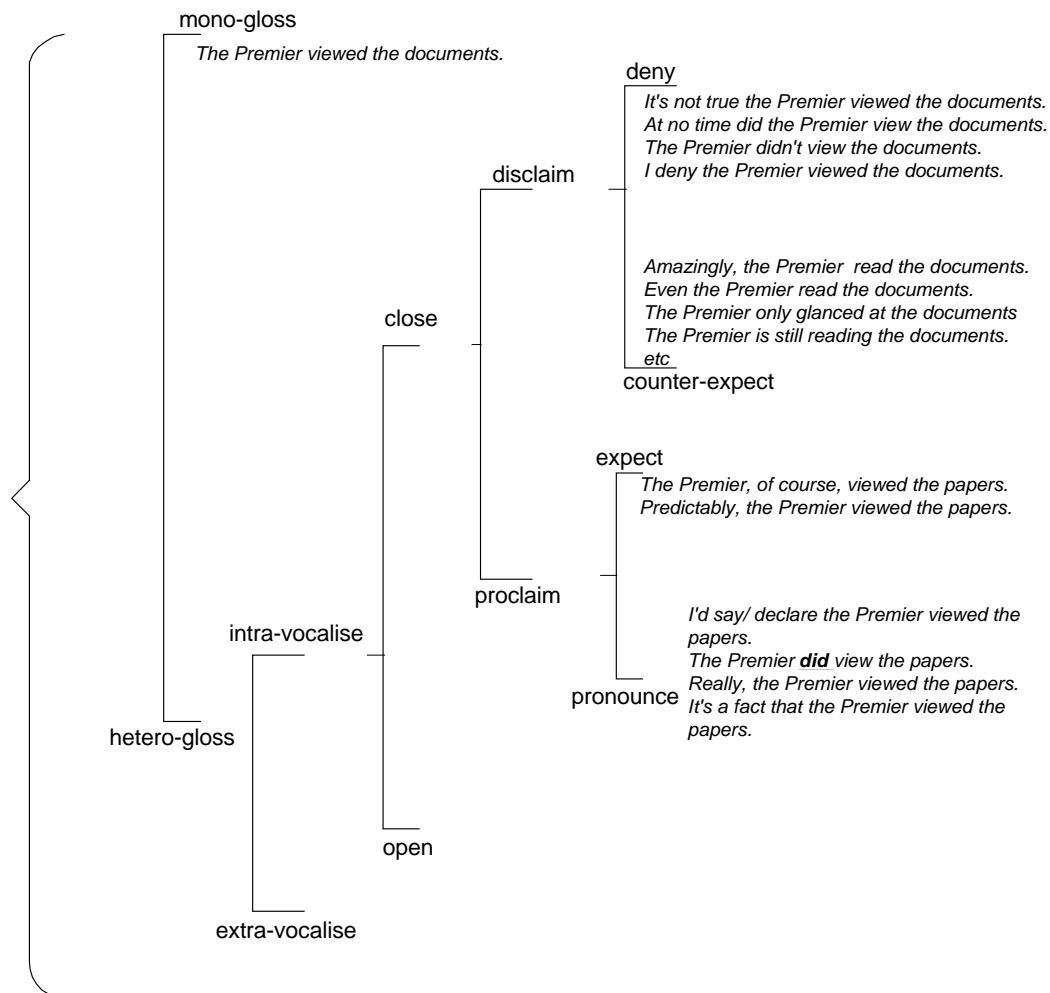 mono-gloss
The Premier viewed the documents.
deny
It's not true the Premier viewed the documents.
At no time did the Premier view the documents.
The Premier didn't view the documents.
I deny the Premier viewed the documents.
disclaim
Amazingly, the Premier read the documents.
Even the Premier read the documents.
The Premier only glanced at the documents
The Premier is still reading the documents.
etc
counter-expect
close
expect
The Premier, of course, viewed the papers.
Predictably, the Premier viewed the papers.
proclaim
I'd say/ declare the Premier viewed the
papers.
The Premier did view the papers.
Really, the Premier viewed the papers.
It's a fact that the Premier viewed the
papers.
pronounce
intra-vocalise
hetero-gloss
open
extra-vocalise